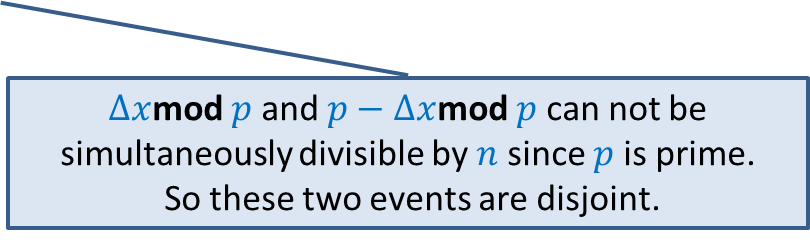 Δ𝑥mod 𝑝 and 𝑝 − Δ𝑥mod 𝑝 can not be
simultaneously divisible by 𝑛 since 𝑝 is prime.
So these two events are disjoint.